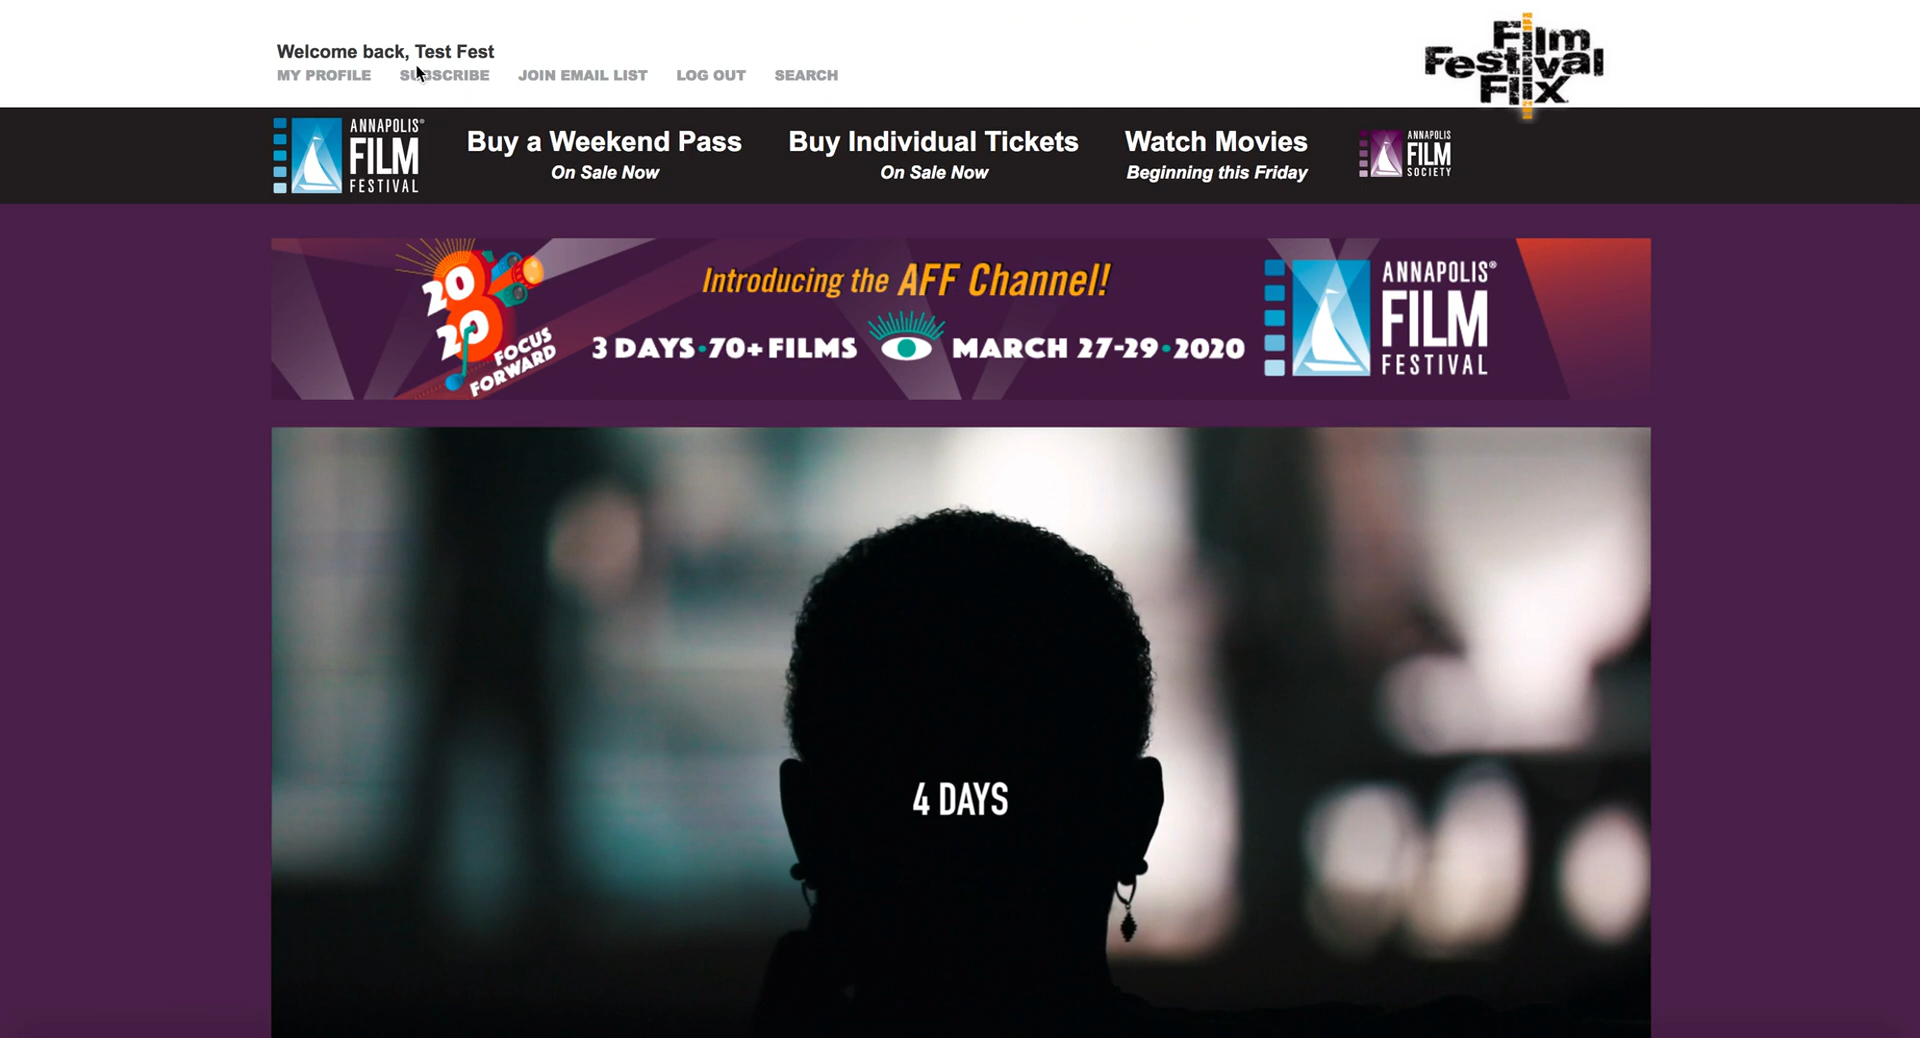 Welcome back, Test Fest
MY PROFILE SUBSCRIBE JOIN EMAIL LIST LOG OUT SEARCH
Film
Festival
Flix
ANNAPOLIS®
FILM
FESTIVAL
Buy a Weekend Pass
On Sale Now
Buy Individual Tickets
On Sale Now
Watch Movies
Beginning this Friday
ANNAPOLIS
FILM
SOCIETY
20
20
FOCUS
FORWARD
Introducing the AFF Channel!
3 DAYS•70+ FILMS MARCH 27-29•2020
ANNAPOLIS®
FILM
FESTIVAL
4 DAYS